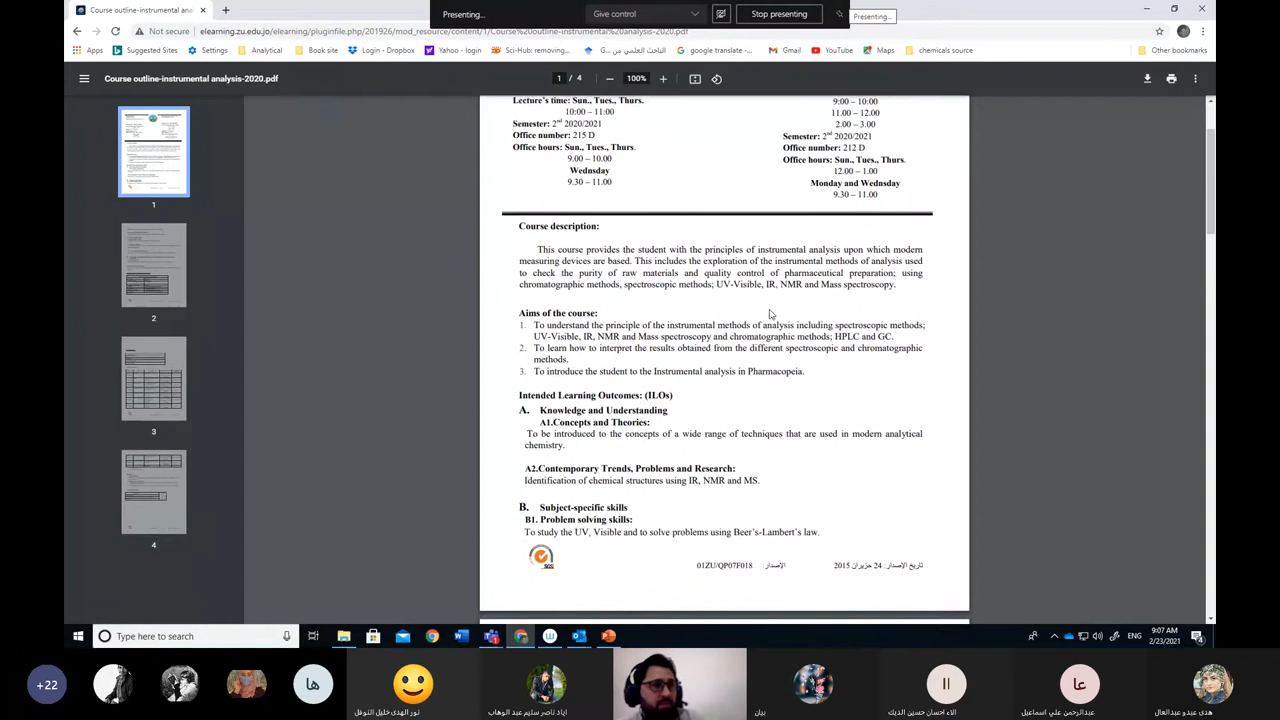 Course outline-instrumental anal
Presenting...
Give control
Stop presenting
Presenting...
Not secure
elearning.zu.edu.jo/elearning/pluginfile.php/201926/mod_resource/content/1/Course%20outline-instrumental%20analysis-2020.pdf
Apps
Suggested Sites
Settings
Analytical
Book site
Login - Dropbox
Yahoo - login
Sci-Hub: removing...
الباحث العلمي من G...
google translate -...
Gmail
YouTube
Maps
chemicals source
Other bookmarks
Course outline-instrumental analysis-2020.pdf
1 / 4
100%
1
2
3
4
Lecture's time: Sun., Tues., Thurs.
10:00 – 11:00
Semester: 2nd 2020/2021
Office number: 215 D
Office hours: Sun., Tues., Thurs.
9.00 – 10.00
Wednsday
9.30 – 11.00
9:00 – 10:00
11.00 – 12.00
2.00 – 3.00
Semester: 2nd 2020/2021
Office number: 212 D
Office hours: Sun., Tues., Thurs.
12.00 – 1.00
Monday and Wednsday
9.30 – 11.00
Course description:
This course provides the student with the principles of instrumental analysis upon which modern
measuring devices are based. This includes the exploration of the instrumental methods of analysis used
to check the purity of raw materials and quality control of pharmaceutical preparation; using
chromatographic methods, spectroscopic methods; UV-Visible, IR, NMR and Mass spectroscopy.
Aims of the course:
1. To understand the principle of the instrumental methods of analysis including spectroscopic methods;
UV-Visible, IR, NMR and Mass spectroscopy and chromatographic methods; HPLC and GC.
2. To learn how to interpret the results obtained from the different spectroscopic and chromatographic
methods.
3. To introduce the student to the Instrumental analysis in Pharmacopeia.
Intended Learning Outcomes: (ILOs)
A. Knowledge and Understanding
A1.Concepts and Theories:
To be introduced to the concepts of a wide range of techniques that are used in modern analytical
chemistry.
A2.Contemporary Trends, Problems and Research:
Identification of chemical structures using IR, NMR and MS.
B. Subject-specific skills
B1. Problem solving skills:
To study the UV, Visible and to solve problems using Beer's-Lambert's law.
SGS
01ZU/QP07F018 الإصدار:
تاريخ الإصدار: 24 حزيران 2015
Type here to search
ENG
9:07 AM
2/23/2021
4
+22
ها
نور الهدى خليل النوفل
اياد ناصر سليم عبد الوهاب
بيان
اا
الاء احسان حسين الديك
عا
عبدالرحمن علي اسماعيل
هدى عبدو عبدالعال